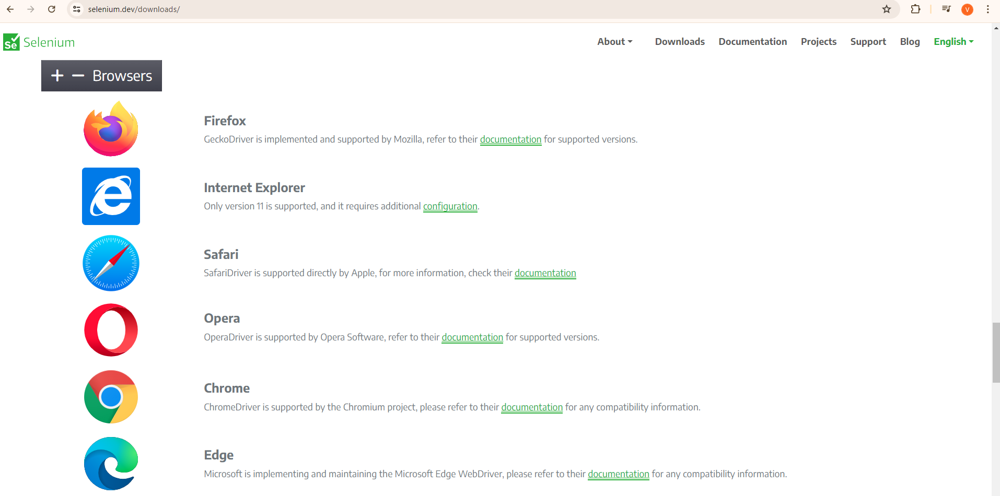 selenium.dev/downloads/
V
Se Selenium
About Downloads Documentation Projects Support Blog English
+ − Browsers
Firefox
GeckoDriver is implemented and supported by Mozilla, refer to their documentation for supported versions.
Internet Explorer
Only version 11 is supported, and it requires additional configuration.
Safari
SafariDriver is supported directly by Apple, for more information, check their documentation
Opera
OperaDriver is supported by Opera Software, refer to their documentation for supported versions.
Chrome
ChromeDriver is supported by the Chromium project, please refer to their documentation for any compatibility information.
Edge
Microsoft is implementing and maintaining the Microsoft Edge WebDriver, please refer to their documentation for any compatibility information.